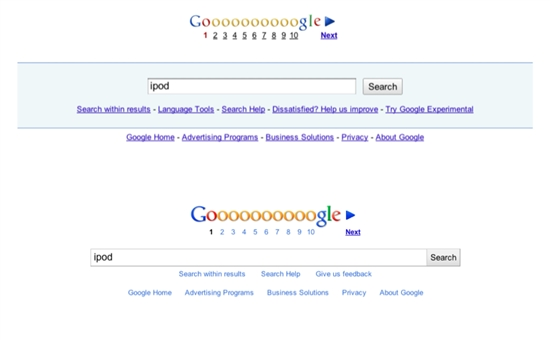 Goooooooooogle
1 2 3 4 5 6 7 8 9 10 Next
ipod Search
Search within results - Language Tools - Search Help - Dissatisfied? Help us improve - Try Google Experimental
Google Home - Advertising Programs - Business Solutions - Privacy - About Google
Goooooooooogle
1 2 3 4 5 6 7 8 9 10 Next
ipod Search
Search within results Search Help Give us feedback
Google Home Advertising Programs Business Solutions Privacy About Google